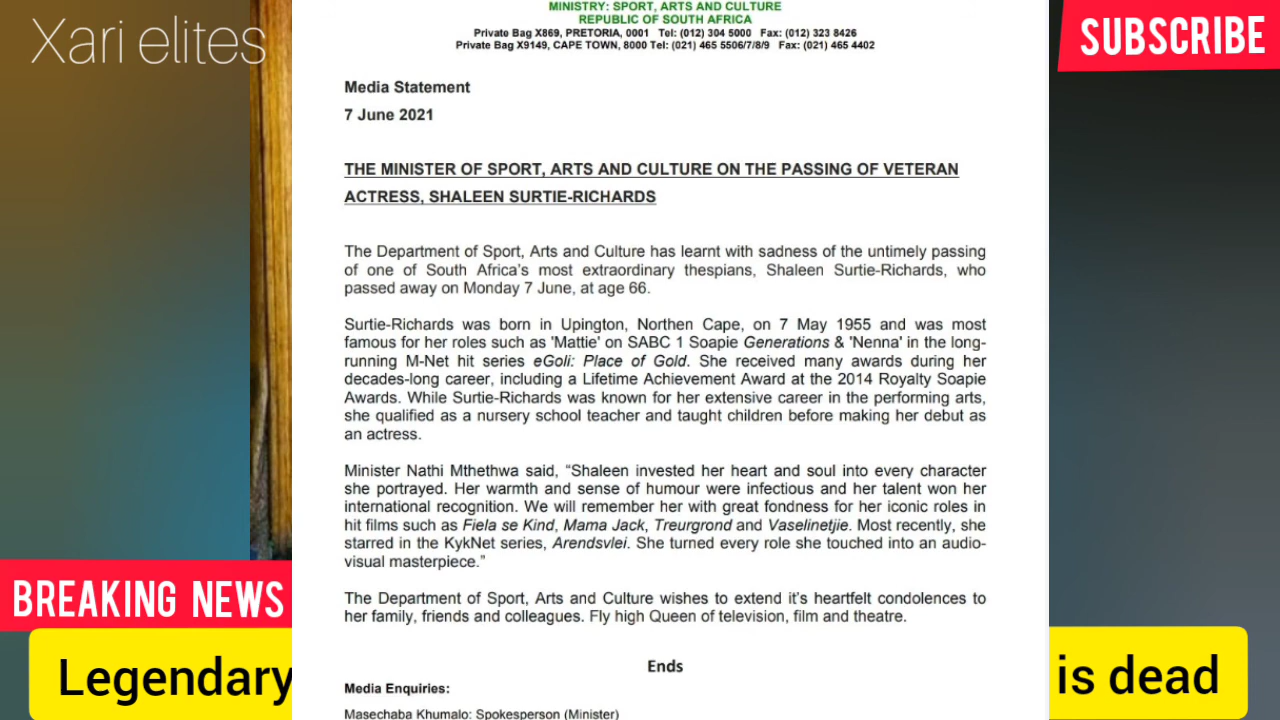 Xari elites
SUBSCRIBE
MINISTRY: SPORT, ARTS AND CULTURE
REPUBLIC OF SOUTH AFRICA
Private Bag X869, PRETORIA, 0001 Tel: (012) 304 5000 Fax: (012) 323 8426
Private Bag X9149, CAPE TOWN, 8000 Tel: (021) 465 5506/7/8/9 Fax: (021) 465 4402
Media Statement
7 June 2021
THE MINISTER OF SPORT, ARTS AND CULTURE ON THE PASSING OF VETERAN
ACTRESS, SHALEEN SURTIE-RICHARDS
The Department of Sport, Arts and Culture has learnt with sadness of the untimely passing
of one of South Africa's most extraordinary thespians, Shaleen Surtie-Richards, who
passed away on Monday 7 June, at age 66.
Surtie-Richards was born in Upington, Northen Cape, on 7 May 1955 and was most
famous for her roles such as 'Mattie' on SABC 1 Soapie Generations & 'Nenna' in the long-
running M-Net hit series eGoli: Place of Gold. She received many awards during her
decades-long career, including a Lifetime Achievement Award at the 2014 Royalty Soapie
Awards. While Surtie-Richards was known for her extensive career in the performing arts,
she qualified as a nursery school teacher and taught children before making her debut as
an actress.
Minister Nathi Mthethwa said, “Shaleen invested her heart and soul into every character
she portrayed. Her warmth and sense of humour were infectious and her talent won her
international recognition. We will remember her with great fondness for her iconic roles in
hit films such as Fiela se Kind, Mama Jack, Treurgrond and Vaselinetjie. Most recently, she
starred in the KykNet series, Arendsvlei. She turned every role she touched into an audio-
visual masterpiece.”
The Department of Sport, Arts and Culture wishes to extend it's heartfelt condolences to
her family, friends and colleagues. Fly high Queen of television, film and theatre.
Ends
Media Enquiries:
Masechaba Khumalo: Spokesperson (Minister)
BREAKING NEWS
Legendary is dead